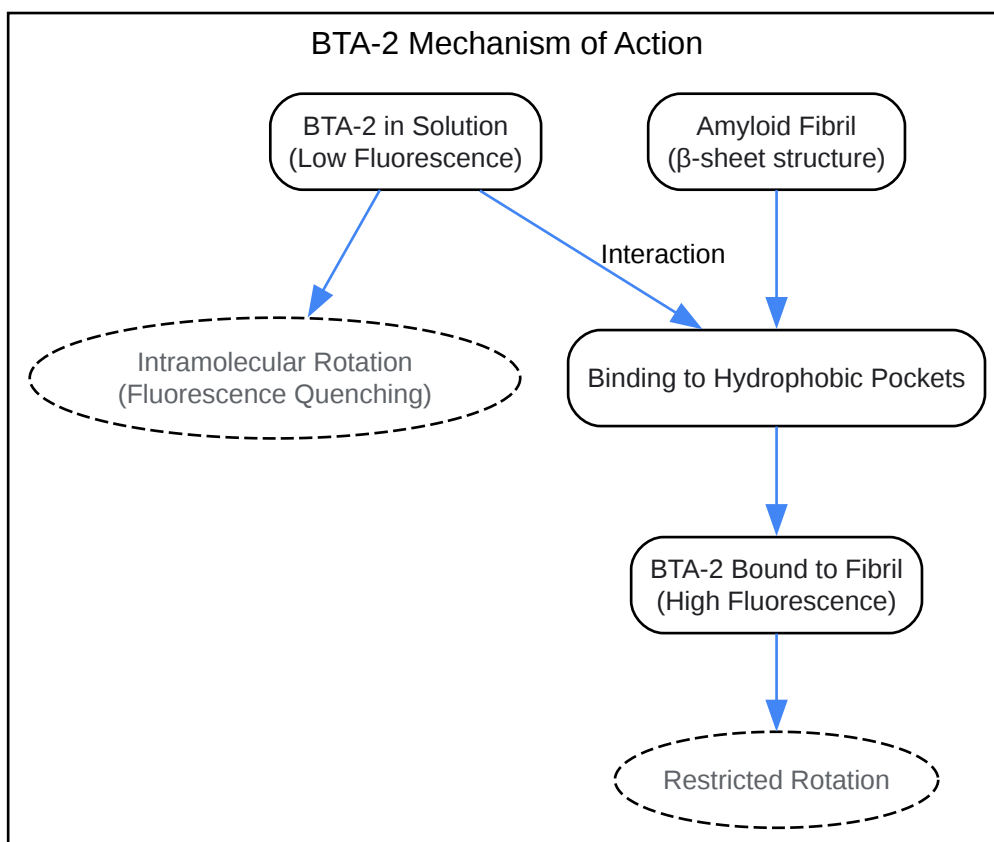 BTA-2 Mechanism of Action
BTA-2 in Solution
(Low Fluorescence)
Amyloid Fibril
(β-sheet structure)
Interaction
Intramolecular Rotation
(Fluorescence Quenching)
Binding to Hydrophobic Pockets
BTA-2 Bound to Fibril
(High Fluorescence)
Restricted Rotation